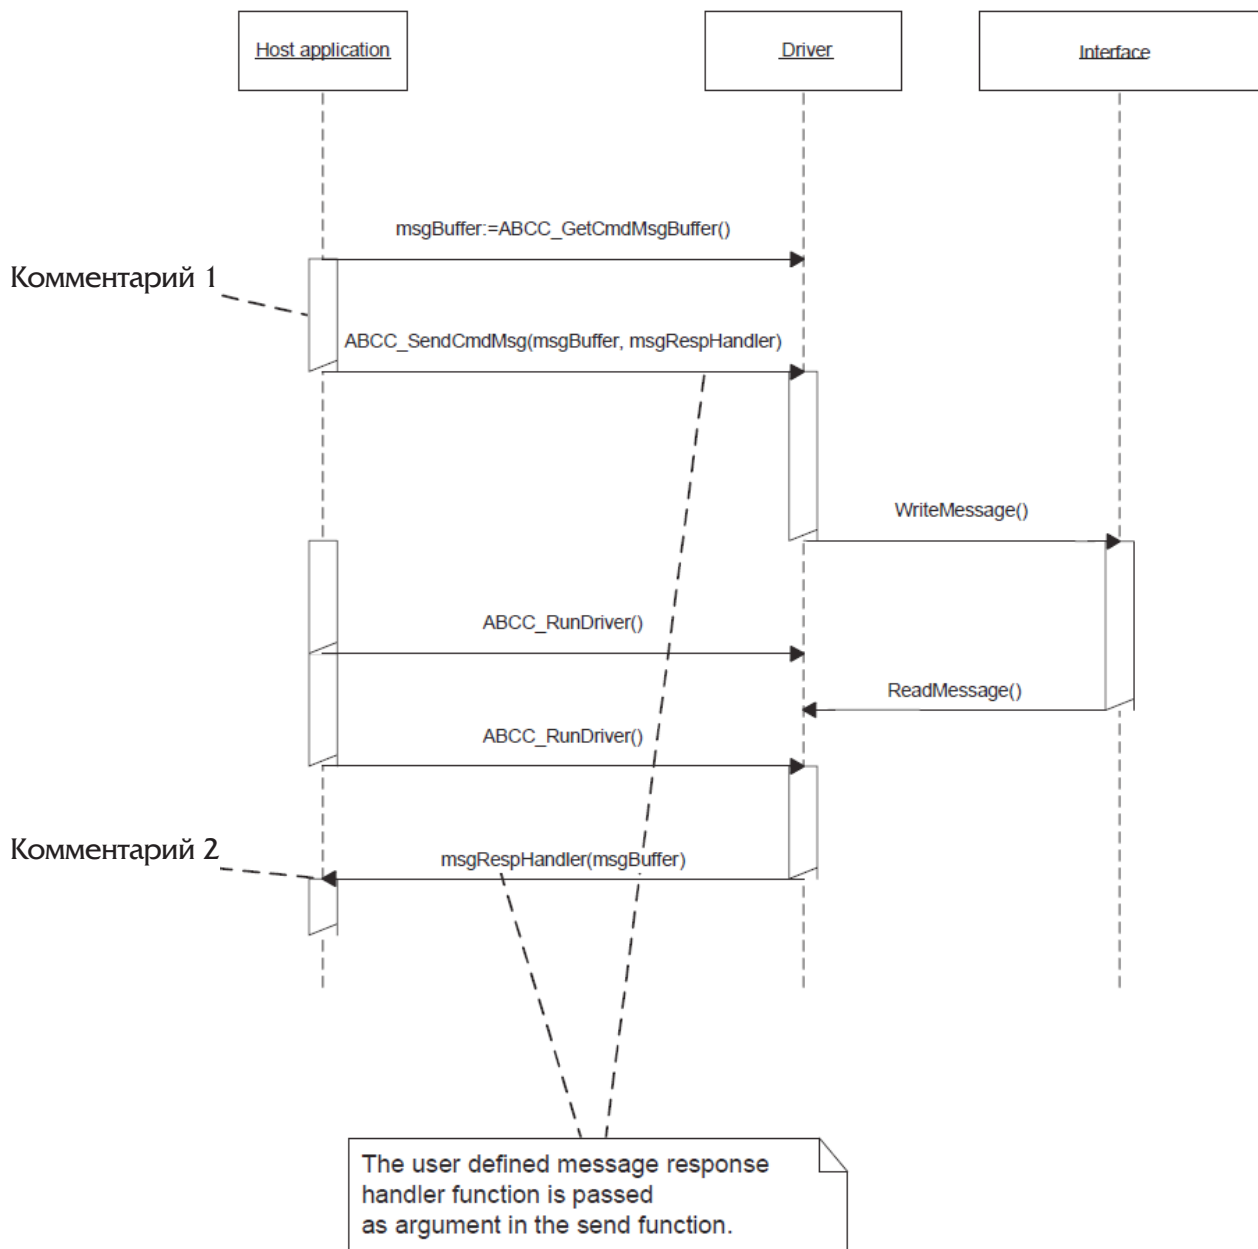 Host application
Driver
Interface
msgBuffer:=ABCC_GetCmdMsgBuffer()
Комментарий 1
ABCC_SendCmdMsg(msgBuffer, msgRespHandler)
WriteMessage()
ABCC_RunDriver()
ReadMessage()
ABCC_RunDriver()
Комментарий 2
msgRespHandler(msgBuffer)
The user defined message response
handler function is passed
as argument in the send function.